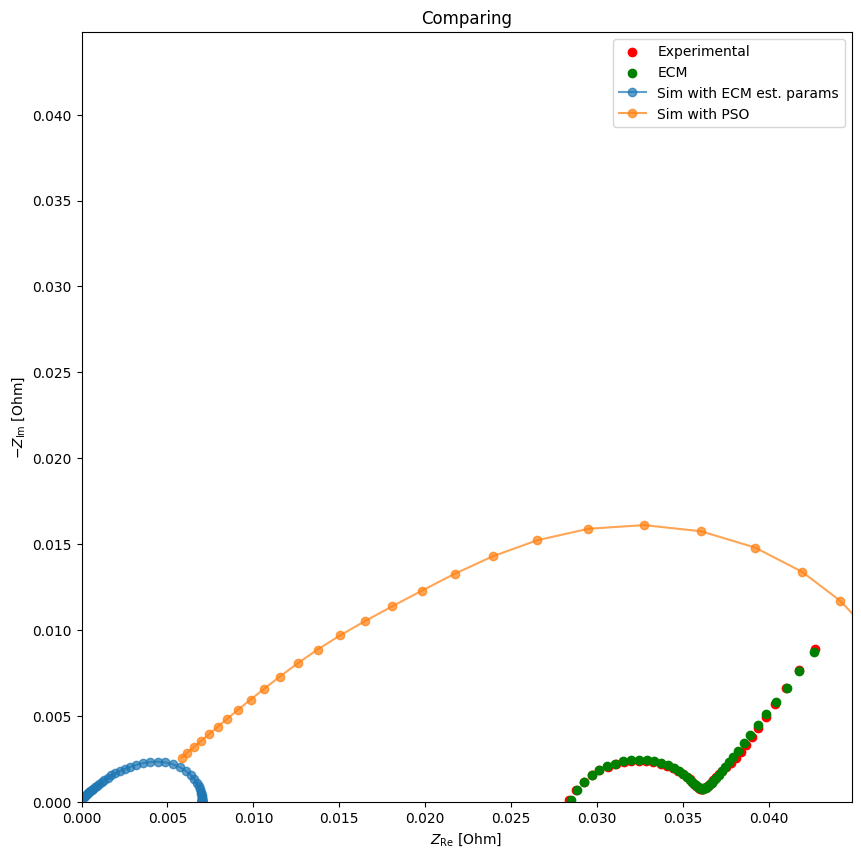 Comparing
Experimental
ECM
Sim with ECM est. params
Sim with PSO
0.040
0.035
0.030
0.025
0.020
0.015
0.010
0.005
0.000
-Z_Im [Ohm]
0.000 0.005 0.010 0.015 0.020 0.025 0.030 0.035 0.040
Z_Re [Ohm]